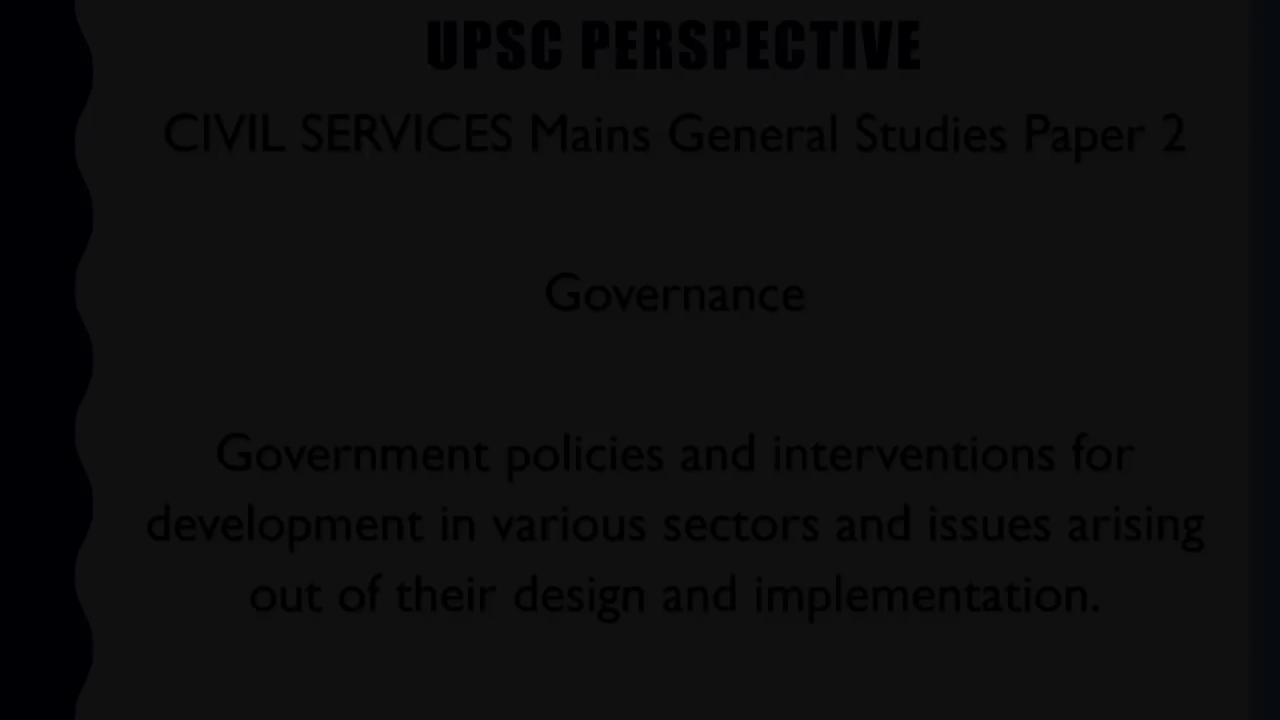 UPSC PERSPECTIVE
CIVIL SERVICES Mains General Studies Paper 2
Governance
Government policies and interventions for
development in various sectors and issues arising
out of their design and implementation.